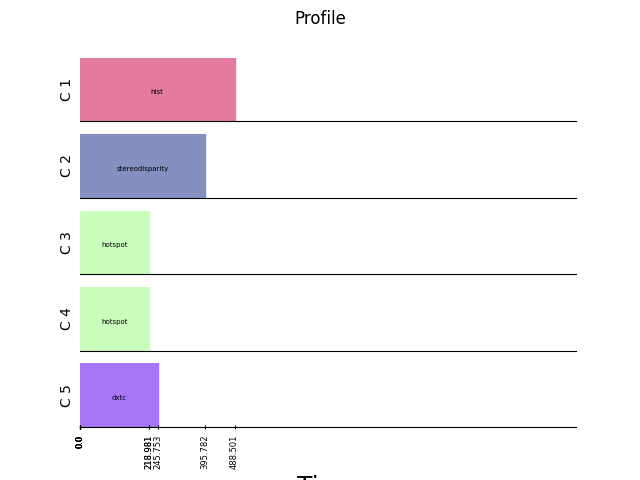 Profile
C 1
hist
C 2
stereodisparity
C 3
hotspot
C 4
hotspot
C 5
dxtc
0.0
218.981
245.753
395.782
488.501